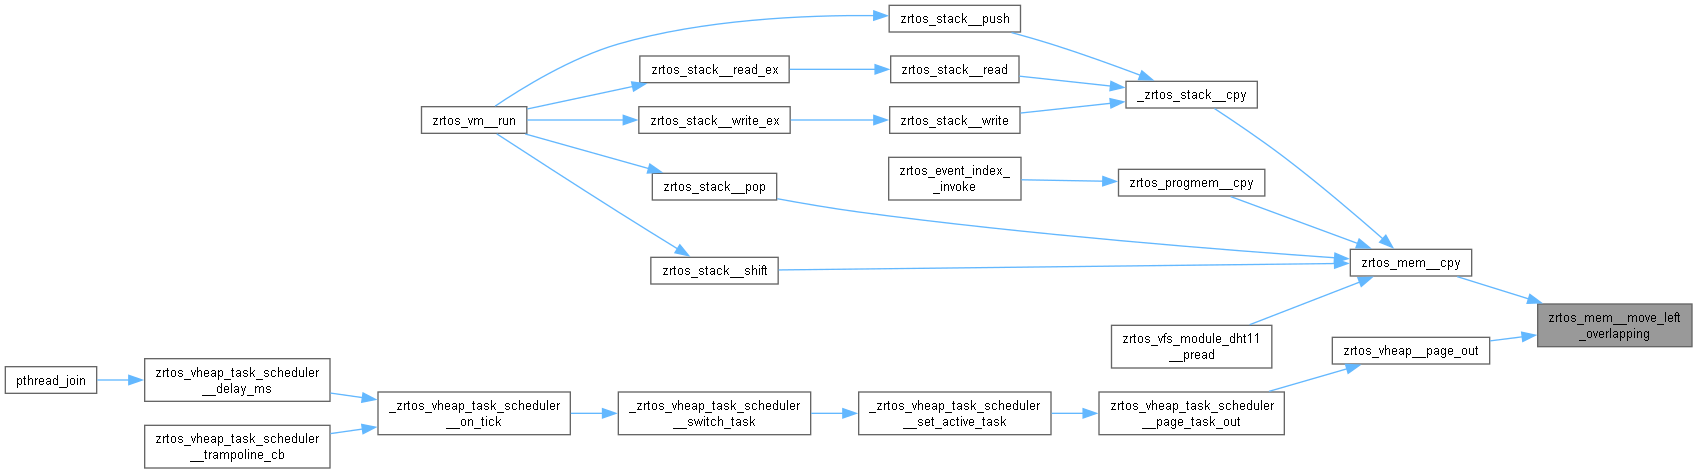 zrtos_stack__push
zrtos_stack__read_ex
zrtos_stack__read
_zrtos_stack__cpy
zrtos_vm__run
zrtos_stack__write_ex
zrtos_stack__write
zrtos_event_index_
_invoke
zrtos_progmem__cpy
zrtos_stack__pop
zrtos_stack__shift
zrtos_mem__cpy
zrtos_mem__move_left
_overlapping
zrtos_vfs_module_dht11
__pread
zrtos_vheap__page_out
pthread_join
zrtos_vheap_task_scheduler
__delay_ms
_zrtos_vheap_task_scheduler
__on_tick
_zrtos_vheap_task_scheduler
__switch_task
_zrtos_vheap_task_scheduler
__set_active_task
zrtos_vheap_task_scheduler
__page_task_out
zrtos_vheap_task_scheduler
__trampoline_cb